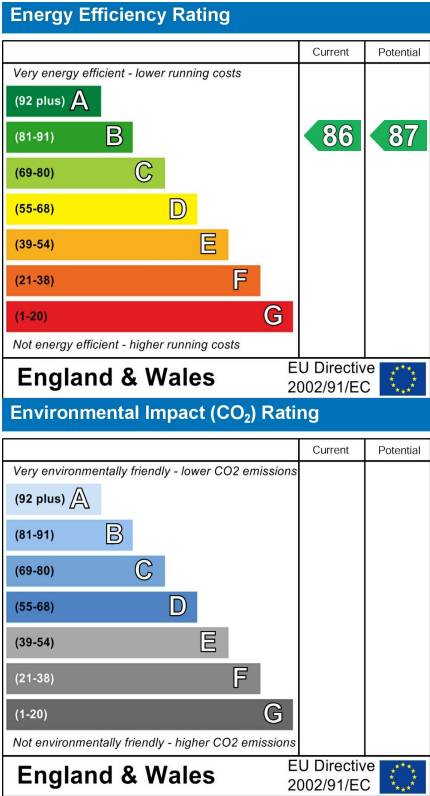 Energy Efficiency Rating
Current Potential
Very energy efficient - lower running costs
(92 plus) A
(81-91) B 86 87
(69-80) C
(55-68) D
(39-54) E
(21-38) F
(1-20) G
Not energy efficient - higher running costs
England & Wales EU Directive 2002/91/EC
Environmental Impact (CO₂) Rating
Current Potential
Very environmentally friendly - lower CO2 emissions
(92 plus) A
(81-91) B
(69-80) C
(55-68) D
(39-54) E
(21-38) F
(1-20) G
Not environmentally friendly - higher CO2 emissions
England & Wales EU Directive 2002/91/EC